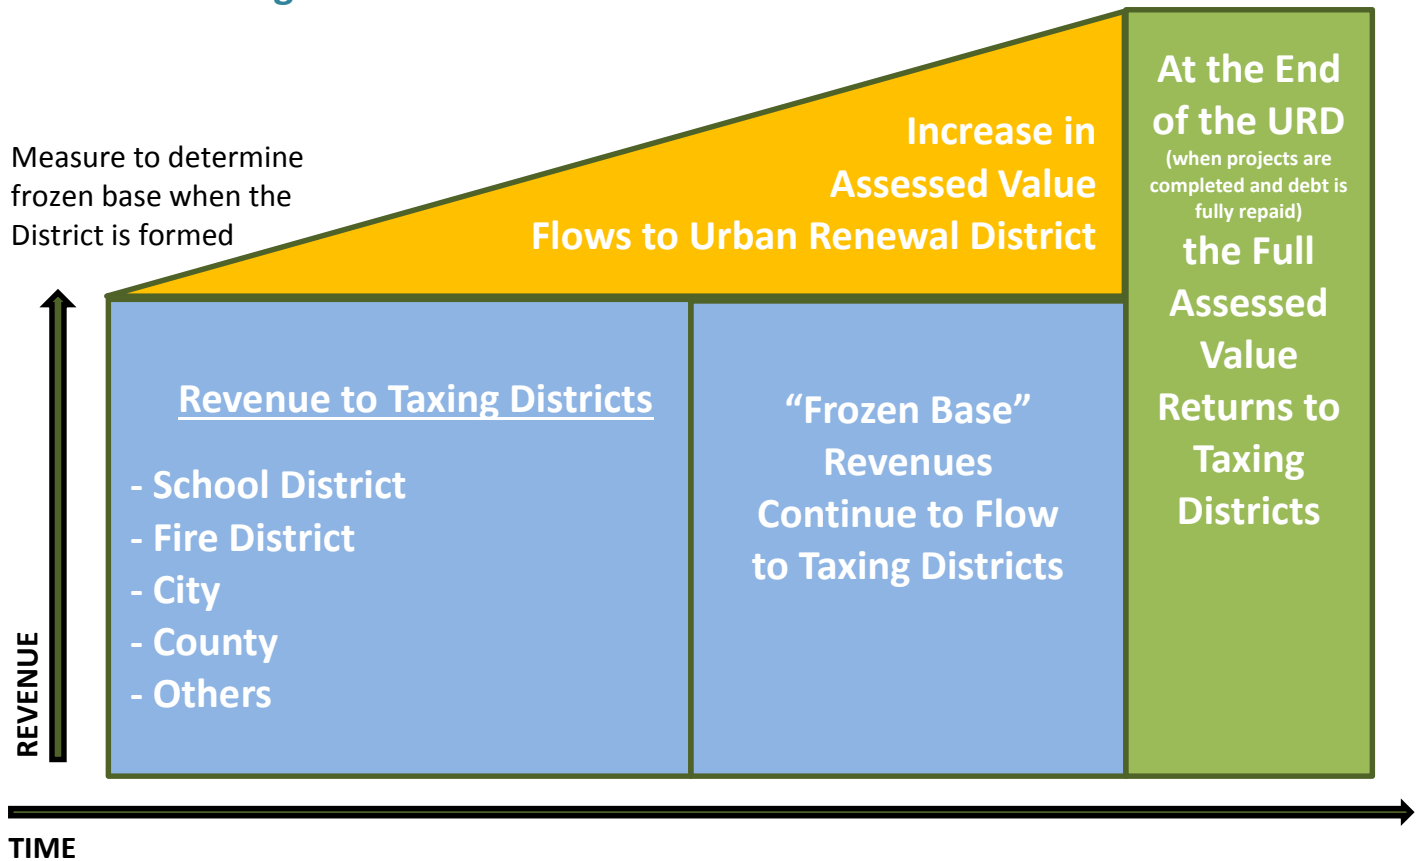 Measure to determine
frozen base when the
District is formed
Increase in
Assessed Value
Flows to Urban Renewal District
At the End
of the URD
(when projects are
completed and debt is
fully repaid)
the Full
Assessed
Value
Returns to
Taxing
Districts
Revenue to Taxing Districts
- School District
- Fire District
- City
- County
- Others
“Frozen Base”
Revenues
Continue to Flow
to Taxing Districts
REVENUE
TIME